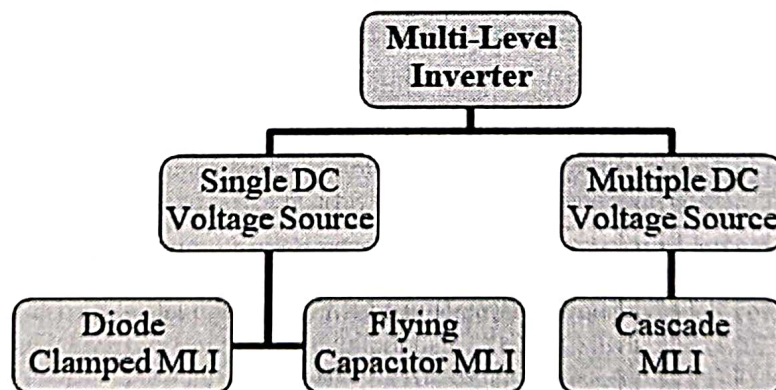 Multi-Level
Inverter
Single DC
Voltage Source
Multiple DC
Voltage Source
Diode
Clamped MLI
Flying
Capacitor MLI
Cascade
MLI